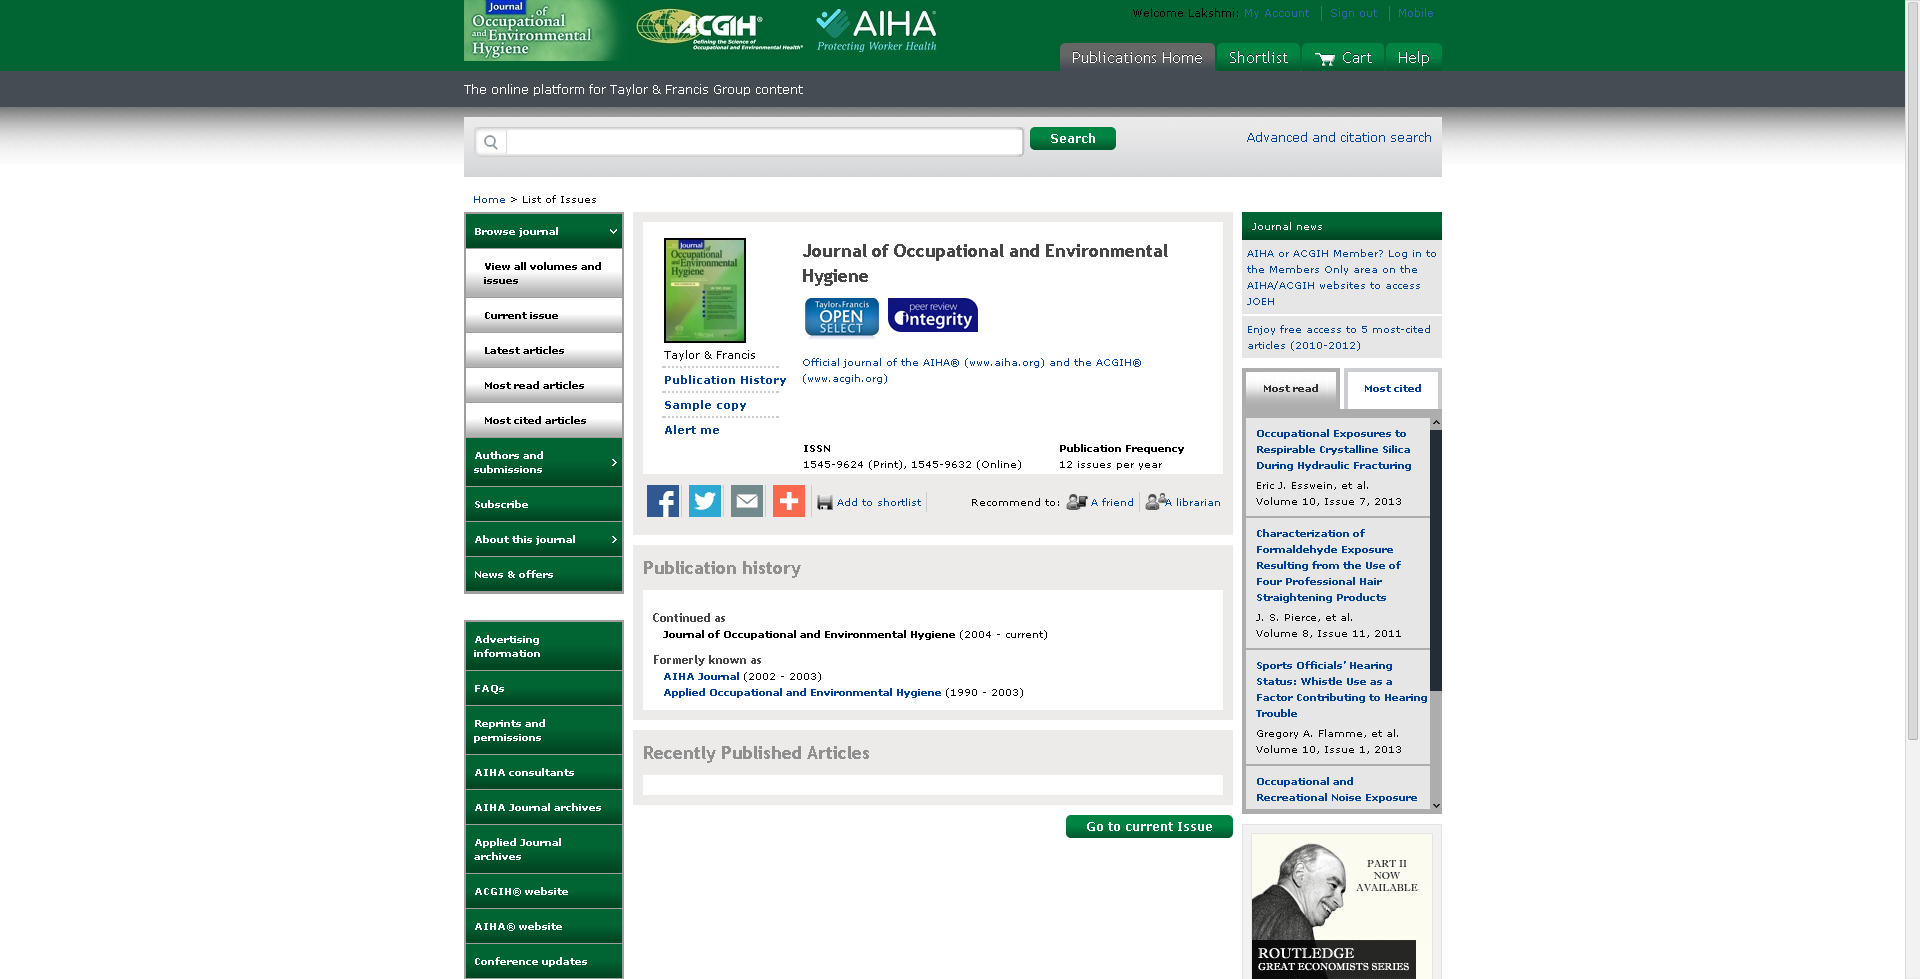 Journal of
Occupational
and Environmental
Hygiene
ACGIH®
Defining the Science of
Occupational and Environmental Health®
AIHA®
Protecting Worker Health
Welcome Lakshmi: My Account Sign out Mobile
Publications Home Shortlist Cart Help
The online platform for Taylor & Francis Group content
Search
Advanced and citation search
Home > List of Issues
Browse journal
View all volumes and
issues
Current issue
Latest articles
Most read articles
Most cited articles
Authors and
submissions
Subscribe
About this journal
News & offers
Advertising
information
FAQs
Reprints and
permissions
AIHA consultants
AIHA Journal archives
Applied Journal
archives
ACGIH® website
AIHA® website
Conference updates
Journal of
Occupational
and Environmental
Hygiene
Taylor & Francis
Publication History
Sample copy
Alert me
Journal of Occupational and Environmental
Hygiene
Taylor & Francis
OPEN
SELECT
peer review
integrity
Official journal of the AIHA® (www.aiha.org) and the ACGIH®
(www.acgih.org)
ISSN
1545-9624 (Print), 1545-9632 (Online)
Publication Frequency
12 issues per year
Add to shortlist
Recommend to: A friend A librarian
Publication history
Continued as
Journal of Occupational and Environmental Hygiene (2004 - current)
Formerly known as
AIHA Journal (2002 - 2003)
Applied Occupational and Environmental Hygiene (1990 - 2003)
Recently Published Articles
Go to current Issue
Journal news
AIHA or ACGIH Member? Log in to
the Members Only area on the
AIHA/ACGIH websites to access
JOEH
Enjoy free access to 5 most-cited
articles (2010-2012)
Most read Most cited
Occupational Exposures to
Respirable Crystalline Silica
During Hydraulic Fracturing
Eric J. Esswein, et al.
Volume 10, Issue 7, 2013
Characterization of
Formaldehyde Exposure
Resulting from the Use of
Four Professional Hair
Straightening Products
J. S. Pierce, et al.
Volume 8, Issue 11, 2011
Sports Officials' Hearing
Status: Whistle Use as a
Factor Contributing to Hearing
Trouble
Gregory A. Flamme, et al.
Volume 10, Issue 1, 2013
Occupational and
Recreational Noise Exposure
PART II
NOW
AVAILABLE
ROUTLEDGE
GREAT ECONOMISTS SERIES